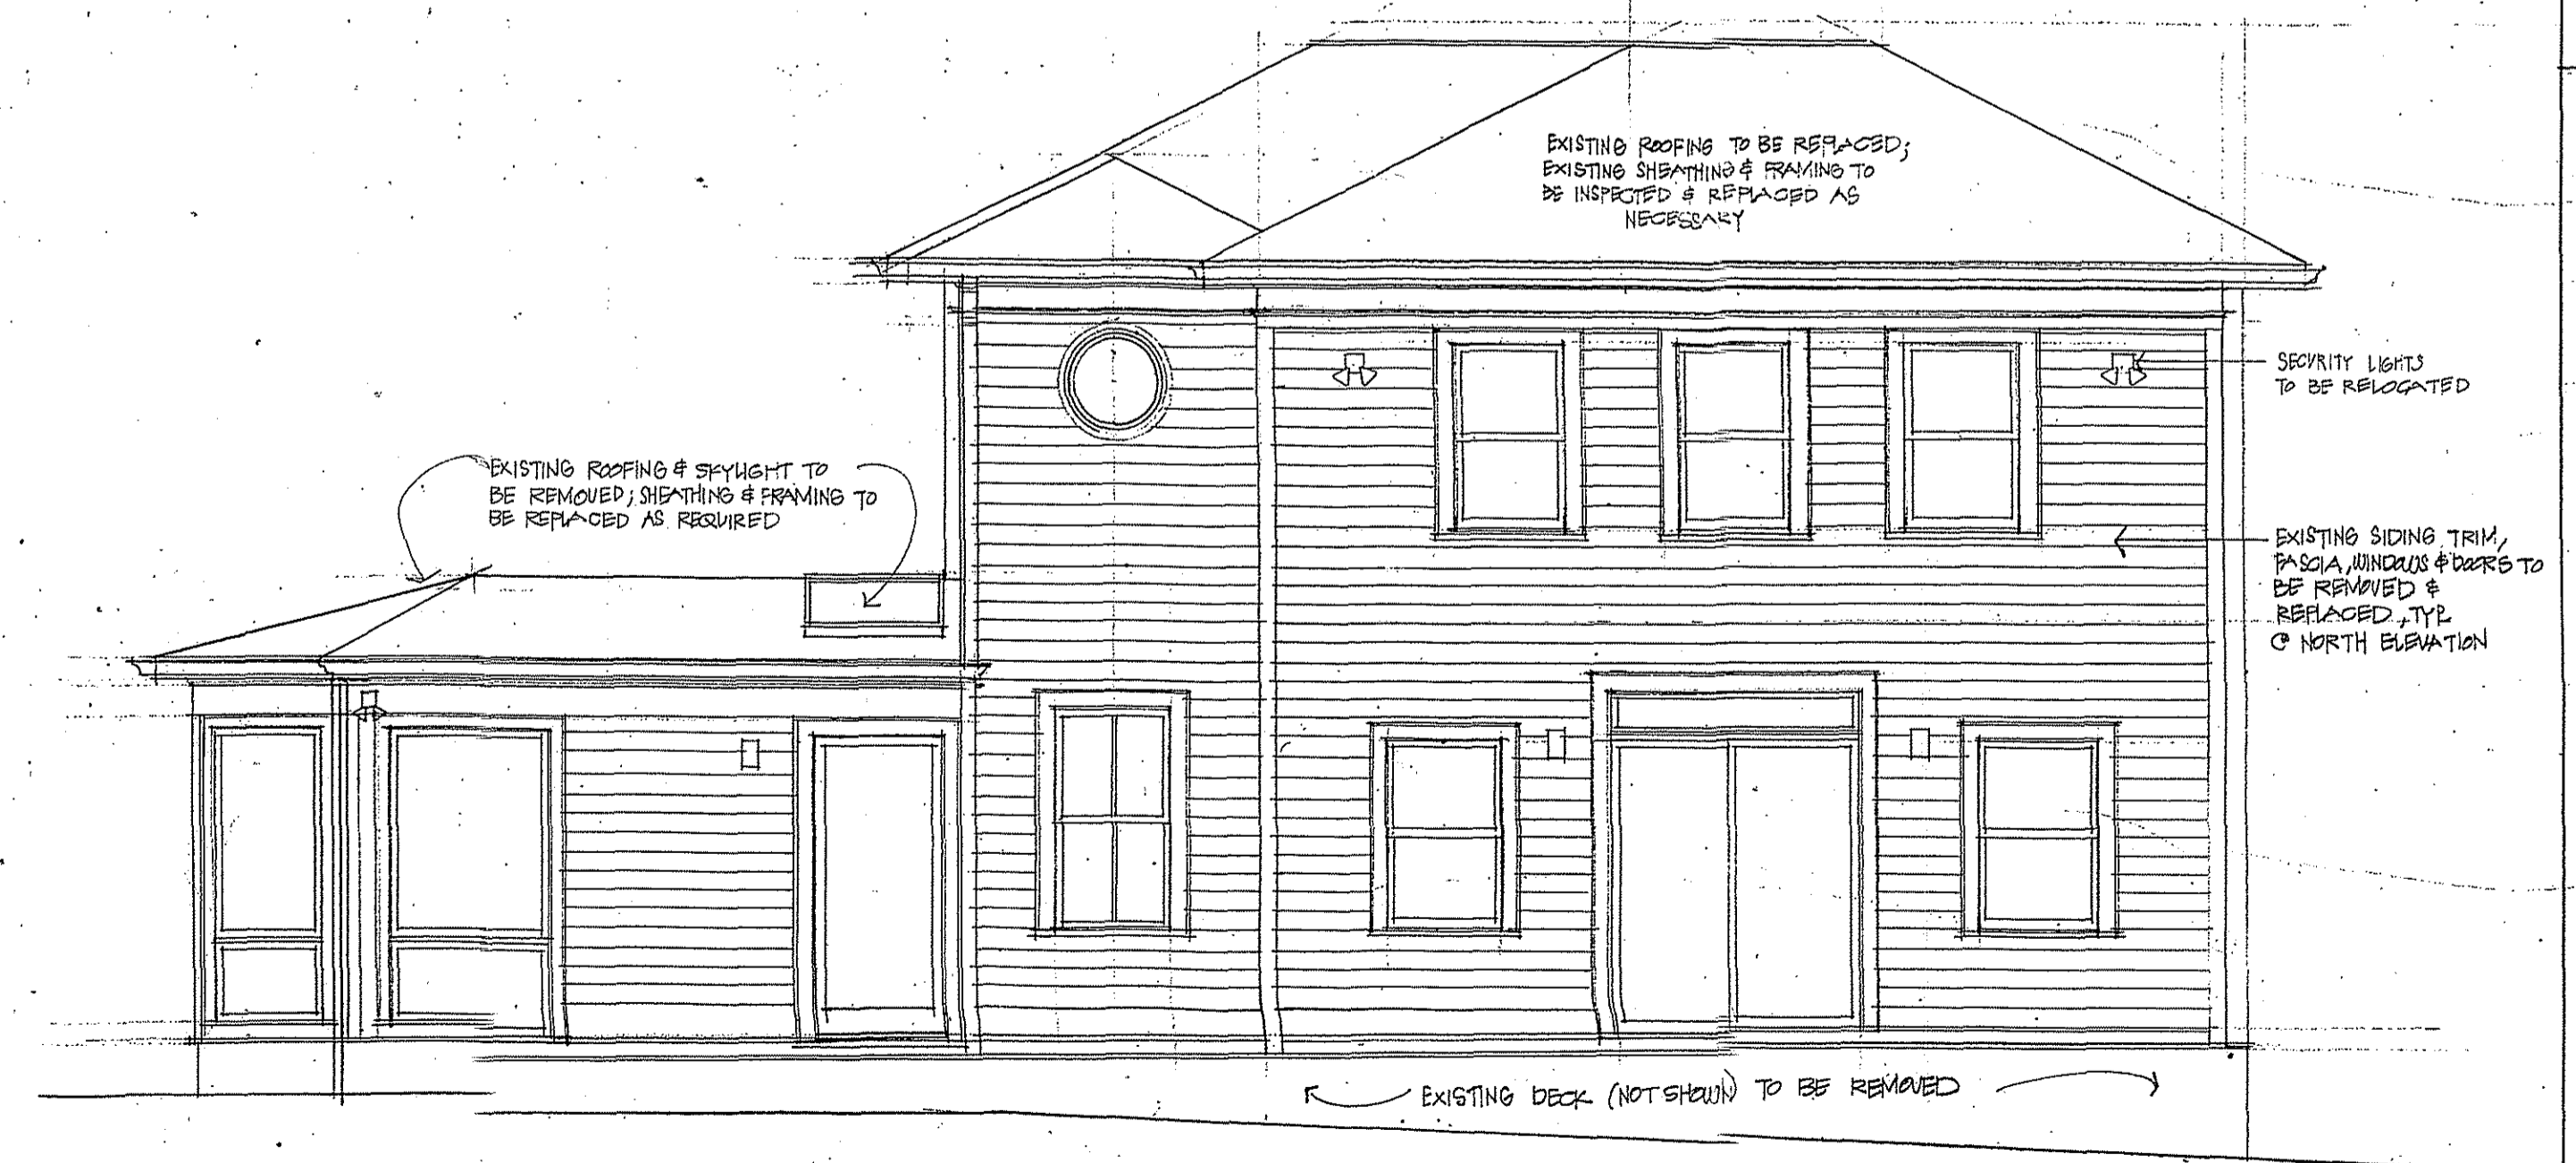 EXISTING ROOFING TO BE REPLACED;
EXISTING SHEATHING & FRAMING TO
BE INSPECTED & REPLACED AS
NECESSARY
SECURITY LIGHTS
TO BE RELOCATED
EXISTING ROOFING & SKYLIGHT TO
BE REMOVED; SHEATHING & FRAMING TO
BE REPLACED AS REQUIRED
EXISTING SIDING, TRIM,
FASCIA, WINDOWS & DOORS TO
BE REMOVED &
REPLACED, TYP.
@ NORTH ELEVATION
EXISTING DECK (NOT SHOWN) TO BE REMOVED